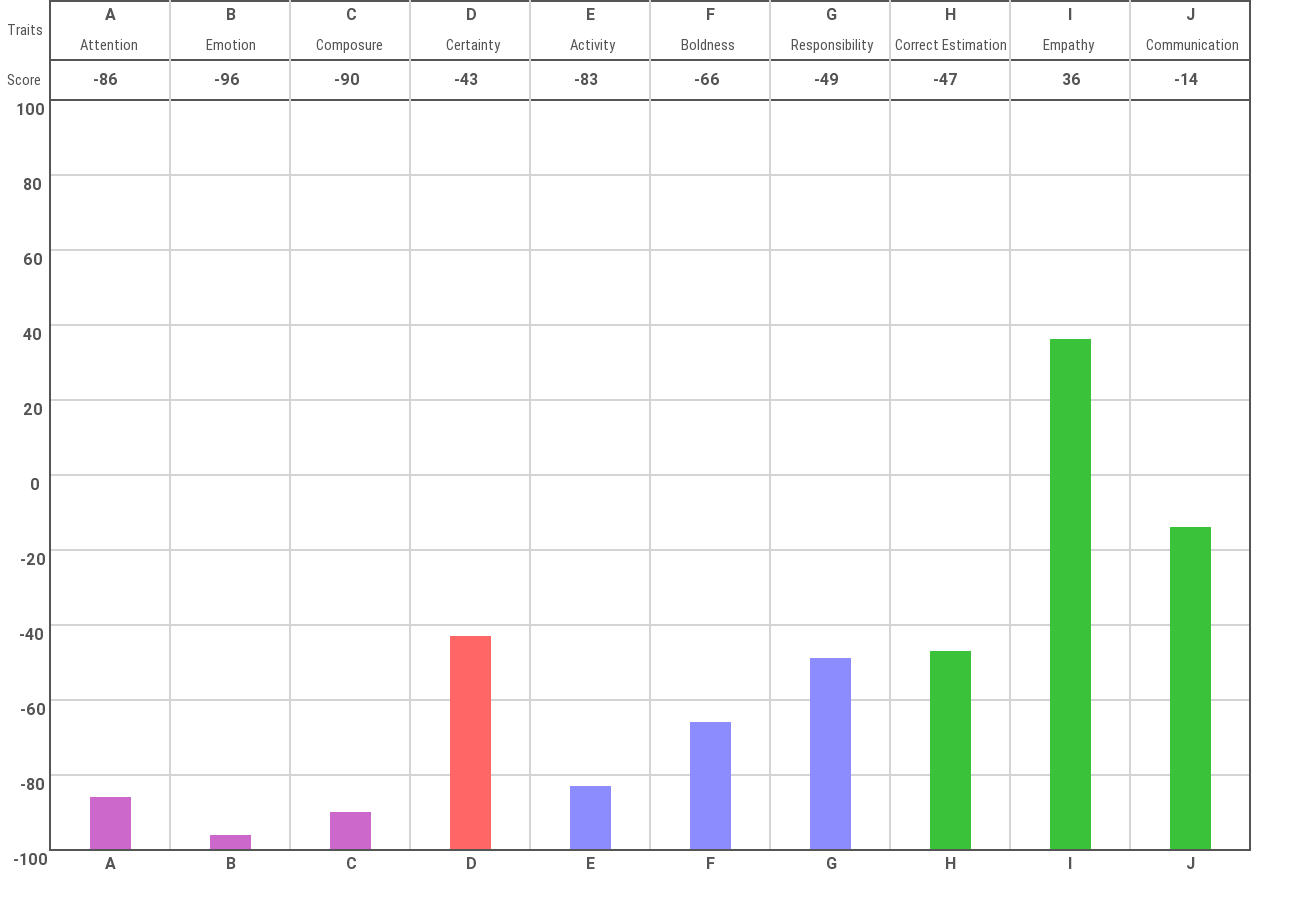 A B C D E F G H I J
Traits
Attention Emotion Composure Certainty Activity Boldness Responsibility Correct Estimation Empathy Communication
Score -86 -96 -90 -43 -83 -66 -49 -47 36 -14
100
80
60
40
20
0
-20
-40
-60
-80
-100
A B C D E F G H I J